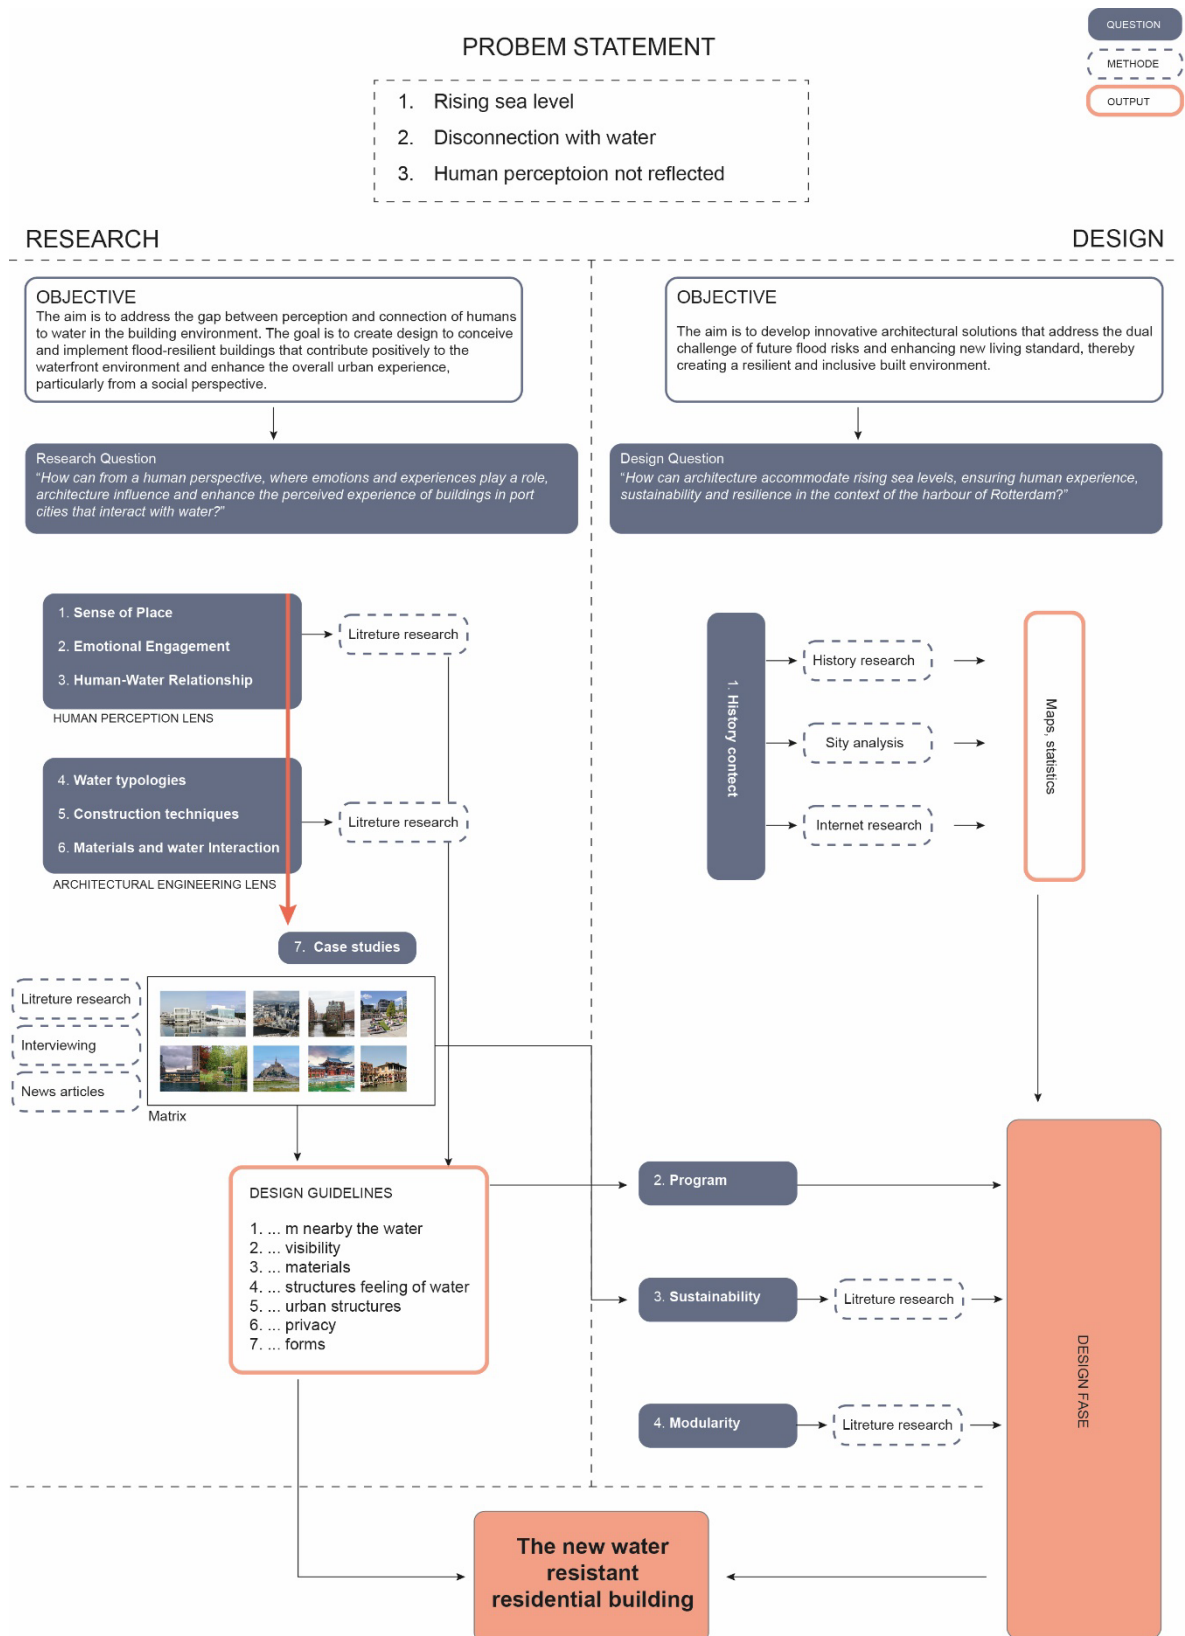 QUESTION
METHODE
OUTPUT
PROBEM STATEMENT
1. Rising sea level
2. Disconnection with water
3. Human perceptoion not reflected
RESEARCH
DESIGN
OBJECTIVE
The aim is to address the gap between perception and connection of humans
to water in the building environment. The goal is to create design to conceive
and implement flood-resilient buildings that contribute positively to the
waterfront environment and enhance the overall urban experience,
particularly from a social perspective.
OBJECTIVE
The aim is to develop innovative architectural solutions that address the dual
challenge of future flood risks and enhancing new living standard, thereby
creating a resilient and inclusive built environment.
Research Question
“How can from a human perspective, where emotions and experiences play a role,
architecture influence and enhance the perceived experience of buildings in port
cities that interact with water?”
Design Question
“How can architecture accommodate rising sea levels, ensuring human experience,
sustainability and resilience in the context of the harbour of Rotterdam?”
1. Sense of Place
2. Emotional Engagement
3. Human-Water Relationship
HUMAN PERCEPTION LENS
Litreture research
4. Water typologies
5. Construction techniques
6. Materials and water Interaction
ARCHITECTURAL ENGINEERING LENS
Litreture research
7. Case studies
Litreture research
Interviewing
News articles
Matrix
DESIGN GUIDELINES
1. ... m nearby the water
2. ... visibility
3. ... materials
4. ... structures feeling of water
5. ... urban structures
6. ... privacy
7. ... forms
1. History contect
History research
Sity analysis
Internet research
Maps, statistics
2. Program
3. Sustainability
Litreture research
4. Modularity
Litreture research
DESIGN FASE
The new water
resistant
residential building